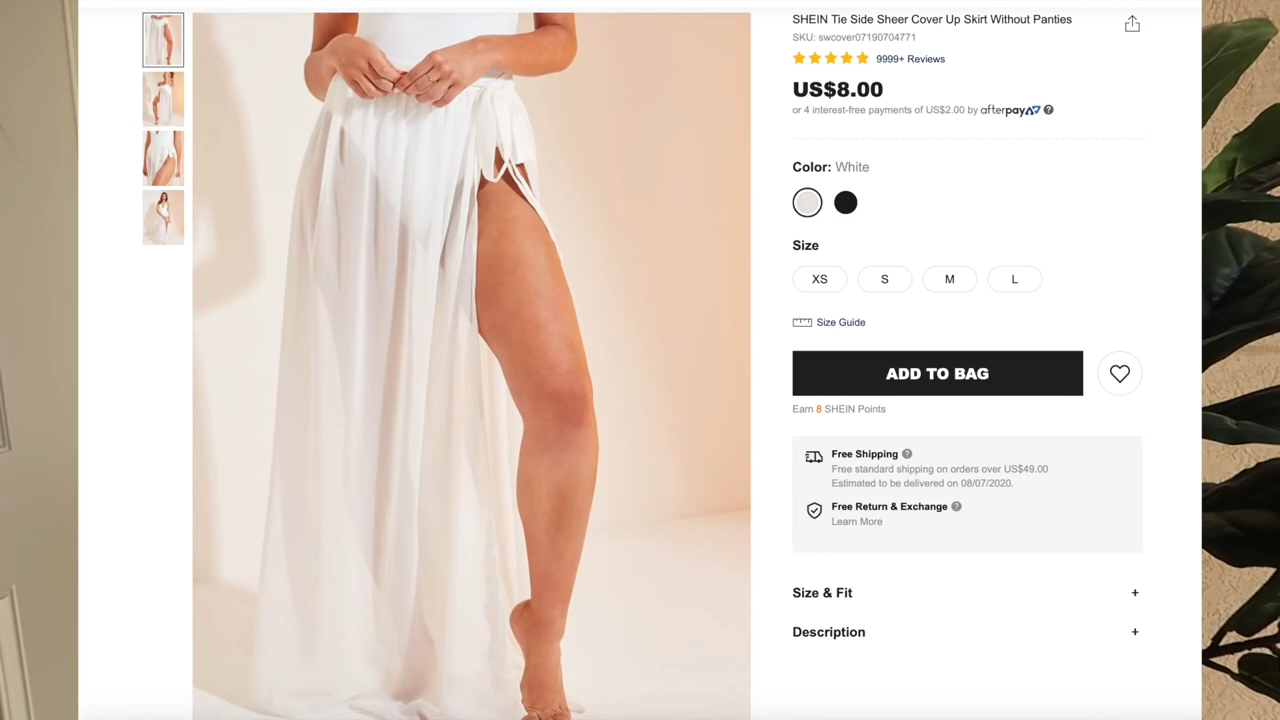 SHEIN Tie Side Sheer Cover Up Skirt Without Panties
SKU: swcover07190704771
9999+ Reviews
US$8.00
or 4 interest-free payments of US$2.00 by afterpay ?
Color: White
Size
XS S M L
Size Guide
ADD TO BAG
Earn 8 SHEIN Points
Free Shipping ?
Free standard shipping on orders over US$49.00
Estimated to be delivered on 08/07/2020.
Free Return & Exchange ?
Learn More
Size & Fit +
Description +